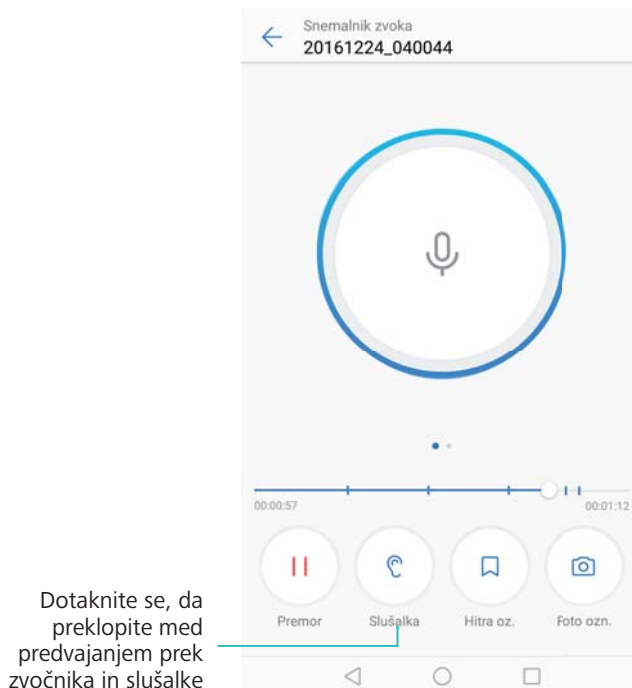 Snemalnik zvoka
20161224_040044
00:00:57
00:01:12
Premor
Slušalka
Hitra oz.
Foto ozn.
Dotaknite se, da
preklopite med
predvajanjem prek
zvočnika in slušalke